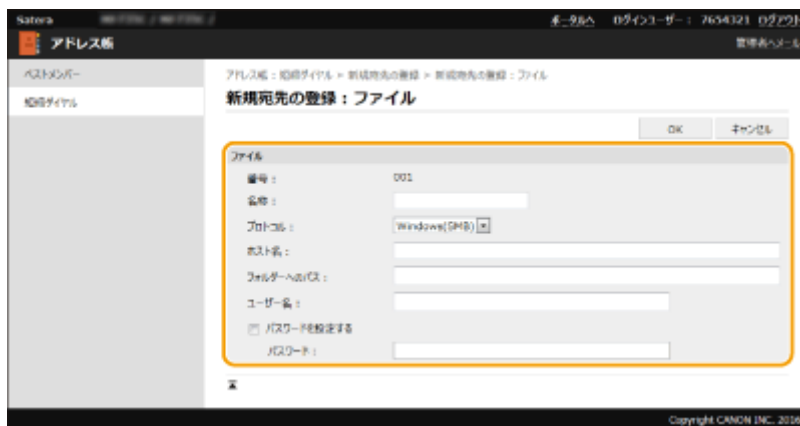 Satera
ポータルへ ログインユーザー： 7654321 ログアウト
アドレス帳
管理者へメール
ベストメンバー
短縮ダイヤル
アドレス帳：短縮ダイヤル > 新規宛先の登録 > 新規宛先の登録：ファイル
新規宛先の登録：ファイル
OK キャンセル
ファイル
番号： 001
名称：
プロトコル： Windows(SMB)
ホスト名：
フォルダーへのパス：
ユーザー名：
パスワードを設定する
パスワード：
Copyright CANON INC. 2016